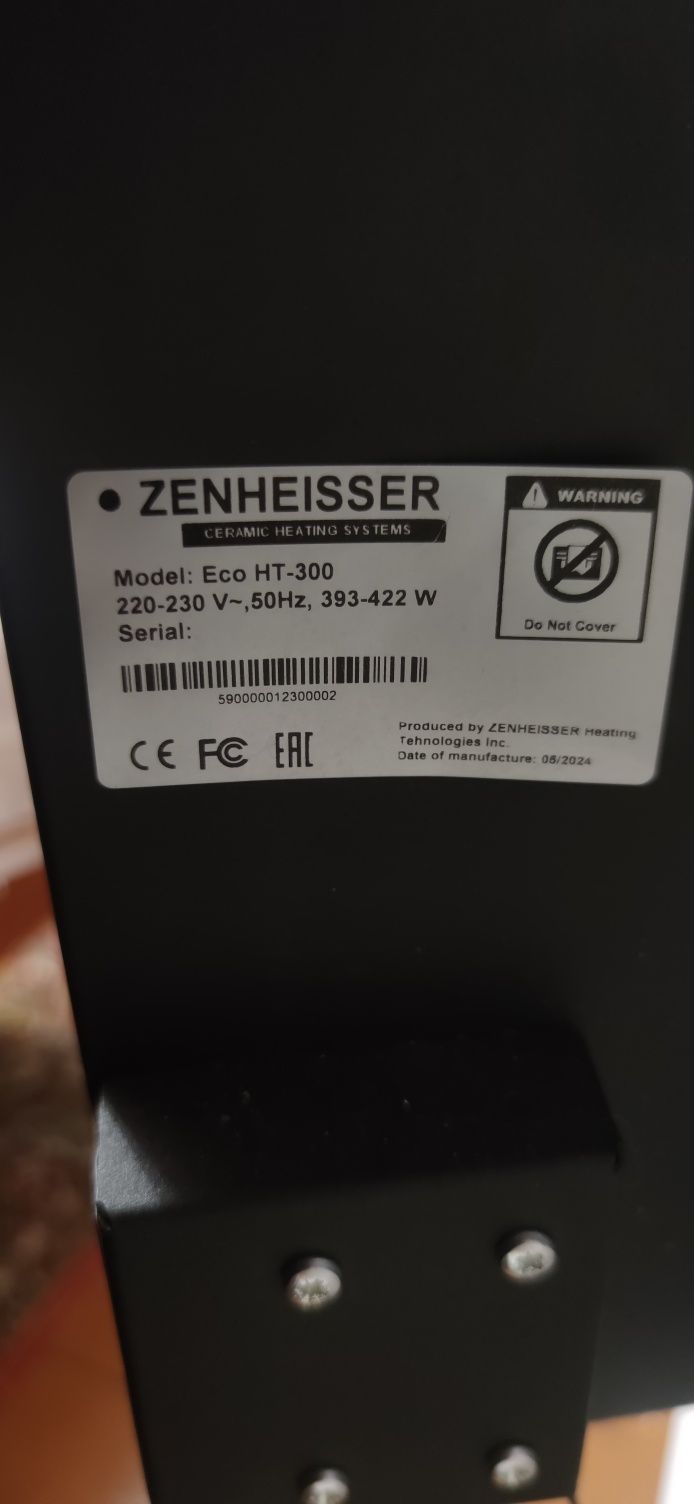 ZENHEISSER
CERAMIC HEATING SYSTEMS
Model: Eco HT-300
220-230 V~,50Hz, 393-422 W
Serial:
590000012300002
CE FC EAC
WARNING
Do Not Cover
Produced by ZENHEISSER Heating
Tehnologies Inc.
Date of manufacture: 05/2024